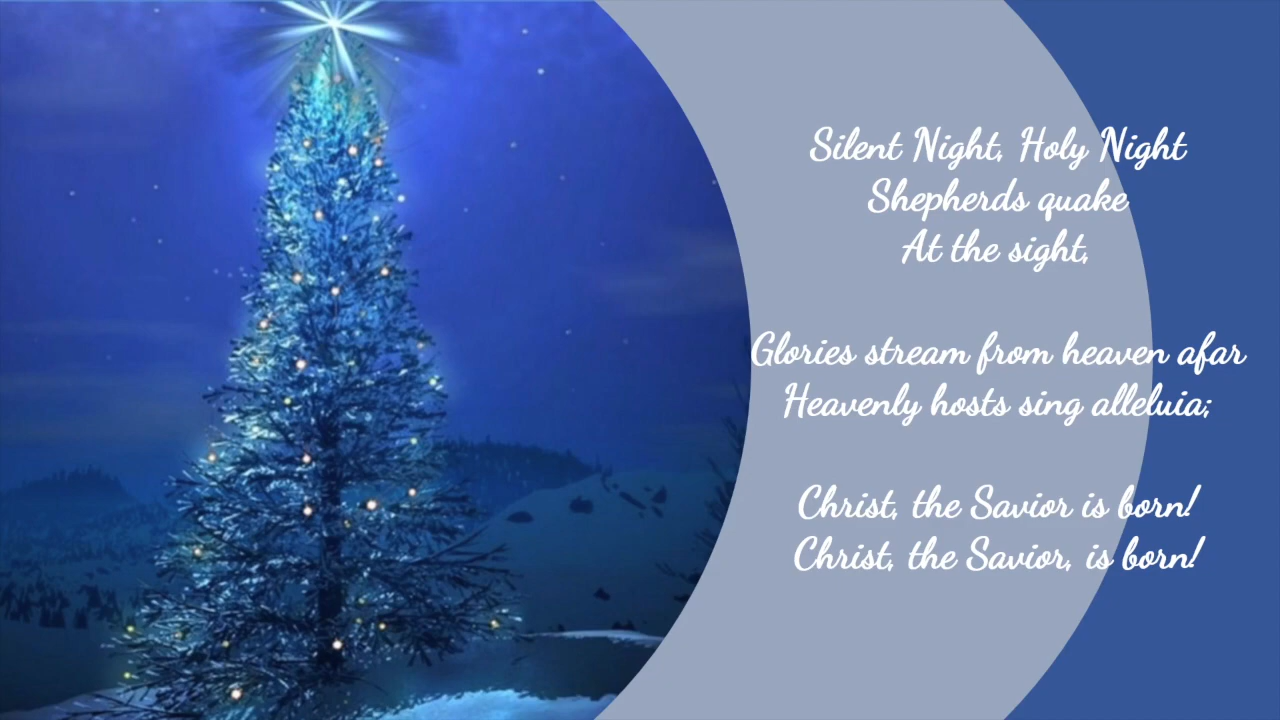 Silent Night, Holy Night
Shepherds quake
At the sight,
Glories stream from heaven afar
Heavenly hosts sing alleluia;
Christ, the Savior is born!
Christ, the Savior, is born!